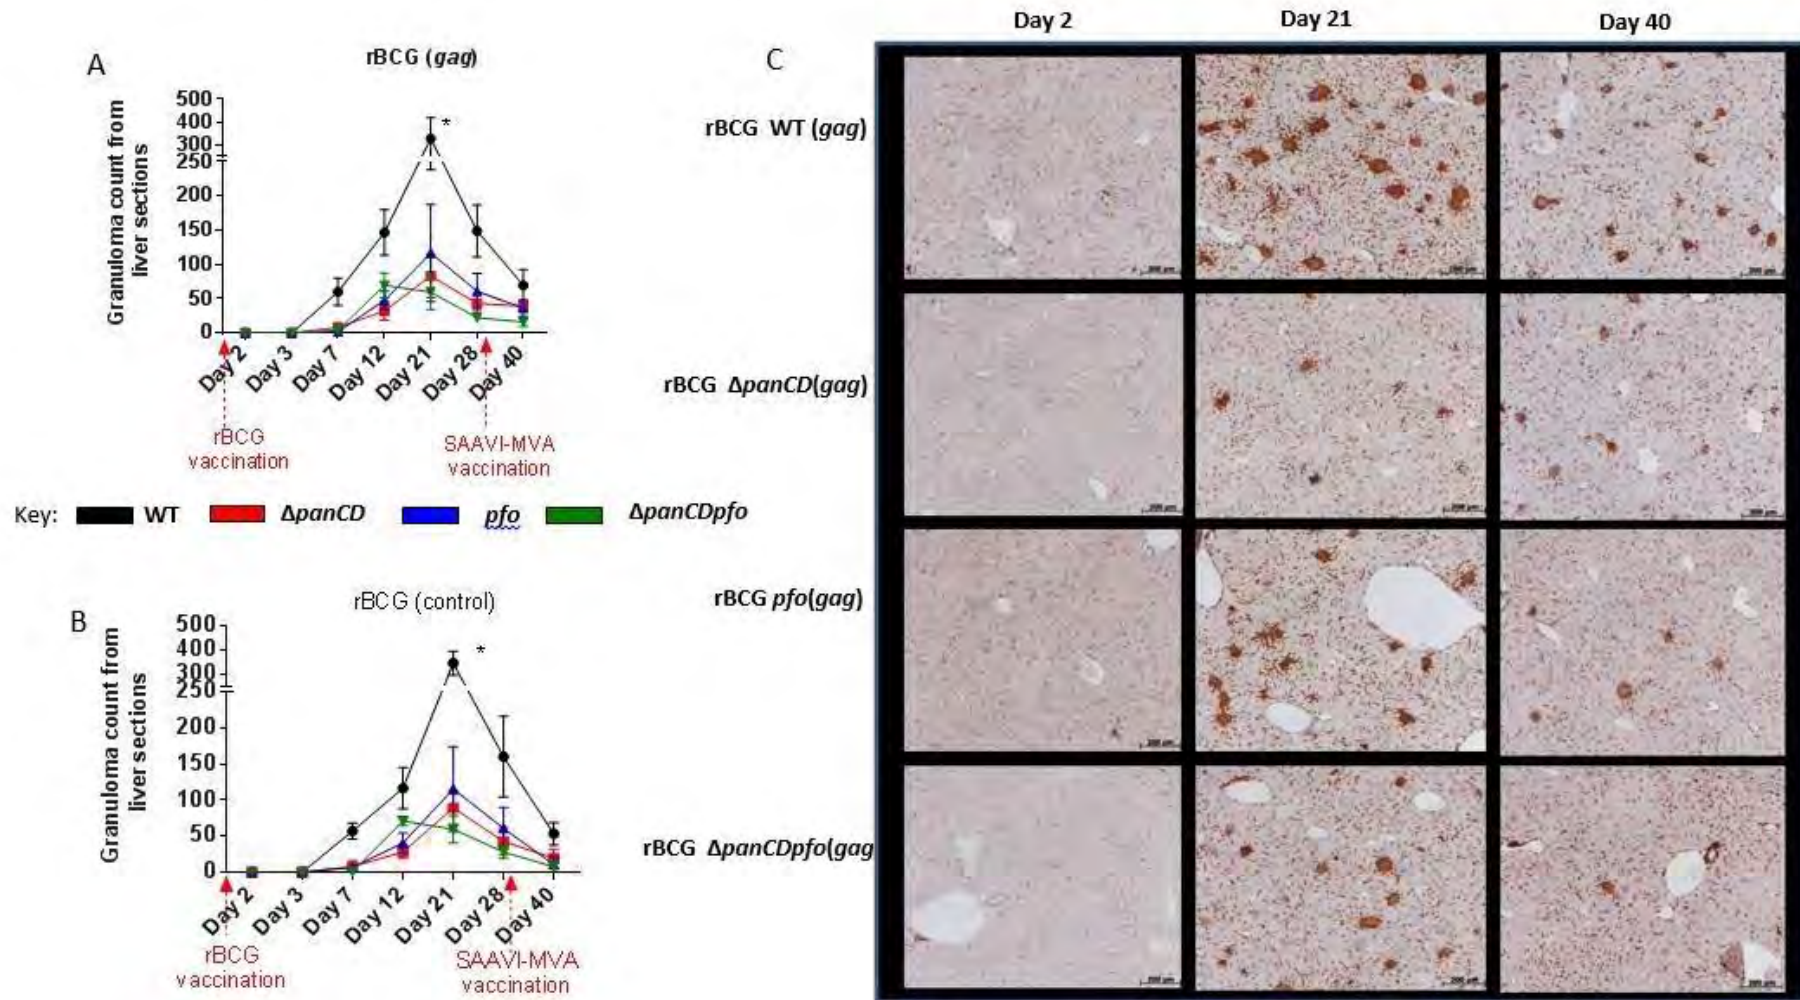 A
rBCG (gag)
Granuloma count from
liver sections
500
400
300
250
200
150
100
50
0
*
Day 2
Day 3
Day 7
Day 12
Day 21
Day 28
Day 40
rBCG
vaccination
SAAVI-MVA
vaccination
Key: WT ΔpanCD pfo ΔpanCDpfo
B
rBCG (control)
Granuloma count from
liver sections
500
400
300
250
200
150
100
50
0
*
Day 2
Day 3
Day 7
Day 12
Day 21
Day 28
Day 40
rBCG
vaccination
SAAVI-MVA
vaccination
C
Day 2 Day 21 Day 40
rBCG WT (gag)
rBCG ΔpanCD(gag)
rBCG pfo(gag)
rBCG ΔpanCDpfo(gag